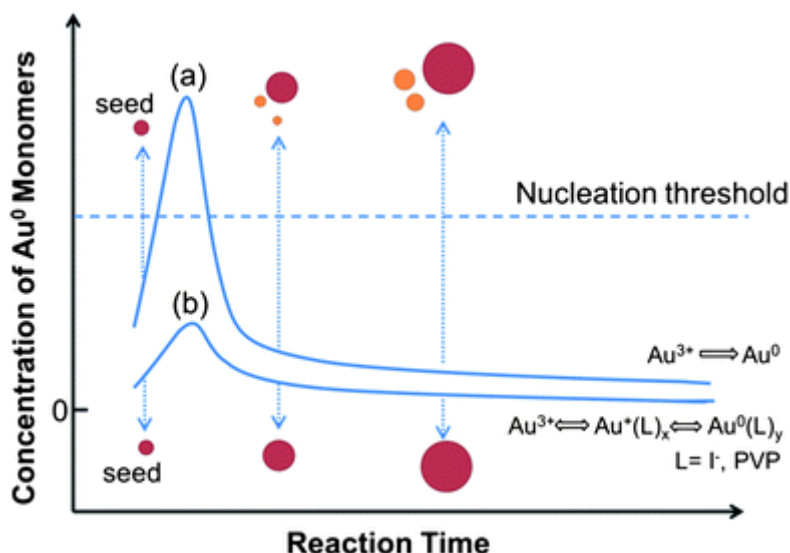 (a)
seed
Nucleation threshold
(b)
Au³⁺ ⟹ Au⁰
0
Au³⁺⟺ Au⁺(L)ₓ⟺ Au⁰(L)ᵧ
L= I⁻, PVP
seed
Concentration of Au⁰ Monomers
Reaction Time